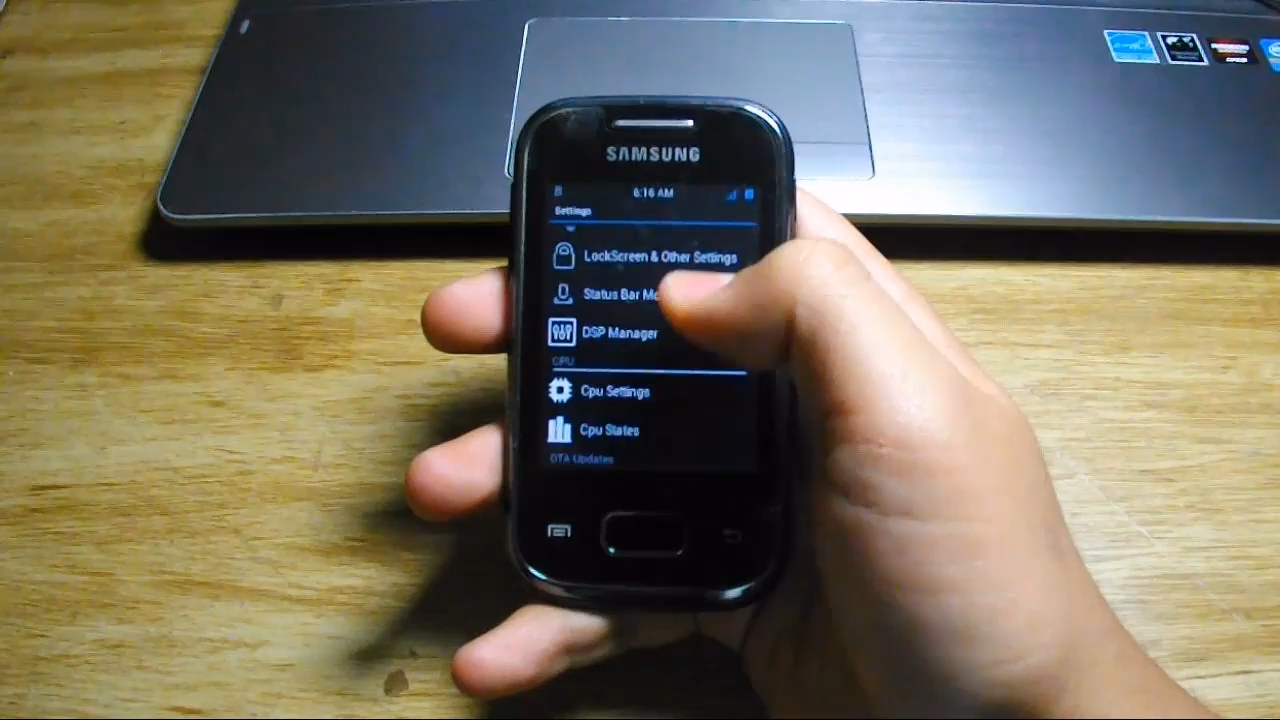 SAMSUNG
6:16 AM
Settings
LockScreen & Other Settings
Status Bar
DSP Manager
CPU
Cpu Settings
Cpu States
OTA Updates